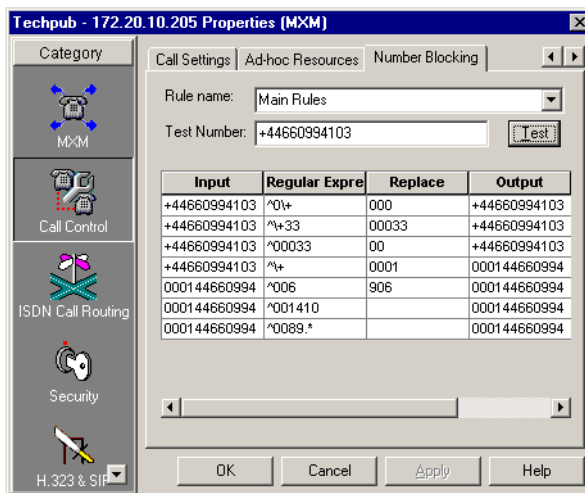 Techpub - 172.20.10.205 Properties (MXM)
Category
MXM
Call Control
ISDN Call Routing
Security
H.323 & SIP
Call Settings Ad-hoc Resources Number Blocking
Rule name: Main Rules
Test Number: +44660994103 Test
Input Regular Expre Replace Output
+44660994103 ^0\+ 000 +44660994103
+44660994103 ^\+33 00033 +44660994103
+44660994103 ^00033 00 +44660994103
+44660994103 ^\+ 0001 000144660994
000144660994 ^006 906 000144660994
000144660994 ^001410 000144660994
000144660994 ^0089.* 000144660994
OK Cancel Apply Help